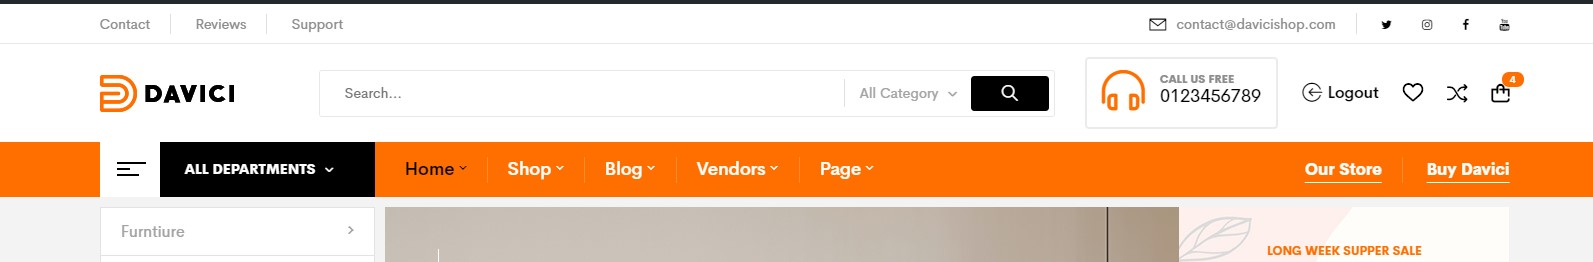 Contact Reviews Support contact@davicishop.com
DAVICI Search... All Category CALL US FREE 0123456789 Logout 4
ALL DEPARTMENTS Home Shop Blog Vendors Page Our Store Buy Davici
Furntiure
LONG WEEK SUPPER SALE